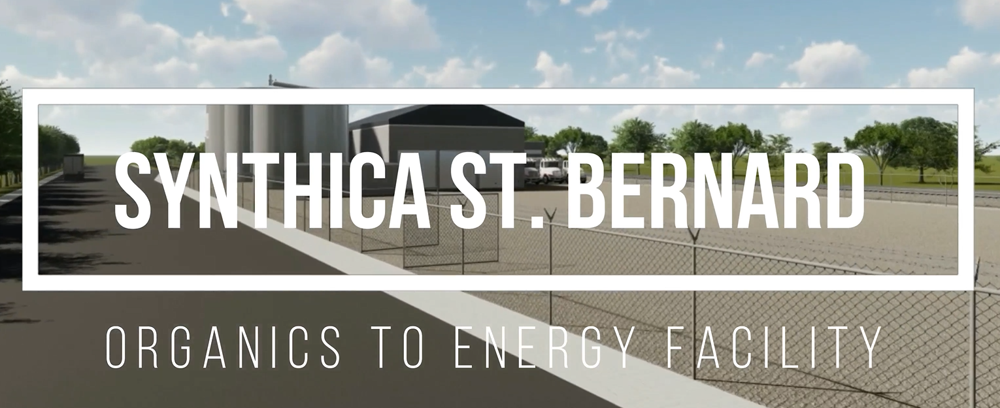 SYNTHICA ST. BERNARD
ORGANICS TO ENERGY FACILITY